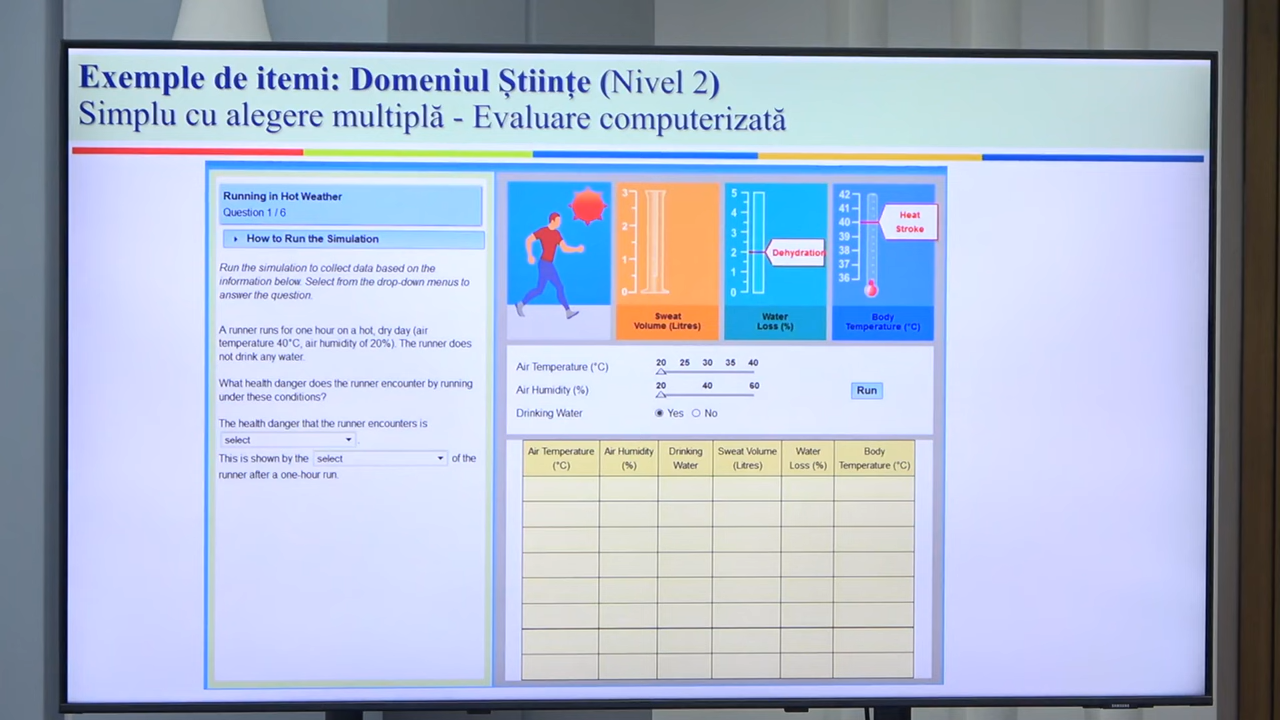 Exemple de itemi: Domeniul Științe (Nivel 2)
Simplu cu alegere multiplă - Evaluare computerizată
Running in Hot Weather
Question 1 / 6
How to Run the Simulation
Run the simulation to collect data based on the
information below. Select from the drop-down menus to
answer the question.
A runner runs for one hour on a hot, dry day (air
temperature 40°C, air humidity of 20%). The runner does
not drink any water.
What health danger does the runner encounter by running
under these conditions?
The health danger that the runner encounters is
select .
This is shown by the select of the
runner after a one-hour run.
3
2
1
0
Sweat
Volume (Litres)
5
4
3
2
1
0
Dehydration
Water
Loss (%)
42
41
40
39
38
37
36
Heat
Stroke
Body
Temperature (°C)
Air Temperature (°C) 20 25 30 35 40
Air Humidity (%) 20 40 60
Drinking Water Yes No
Run
Air Temperature (°C)
Air Humidity (%)
Drinking Water
Sweat Volume (Litres)
Water Loss (%)
Body Temperature (°C)
SAMSUNG